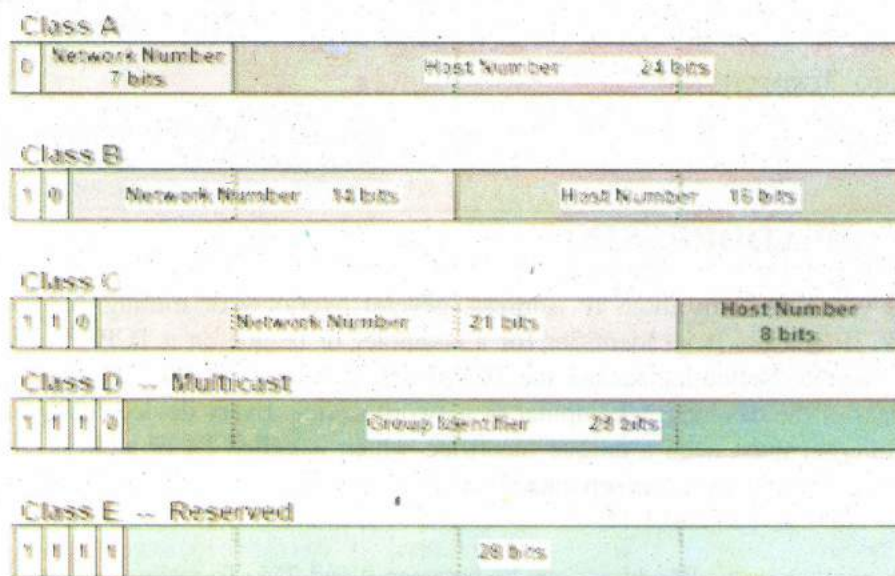 Class A
0 Network Number 7 bits Host Number 24 bits
Class B
1 0 Network Number 14 bits Host Number 16 bits
Class C
1 1 0 Network Number 21 bits Host Number 8 bits
Class D -- Multicast
1 1 1 0 Group Identifier 28 bits
Class E -- Reserved
1 1 1 1 28 bits